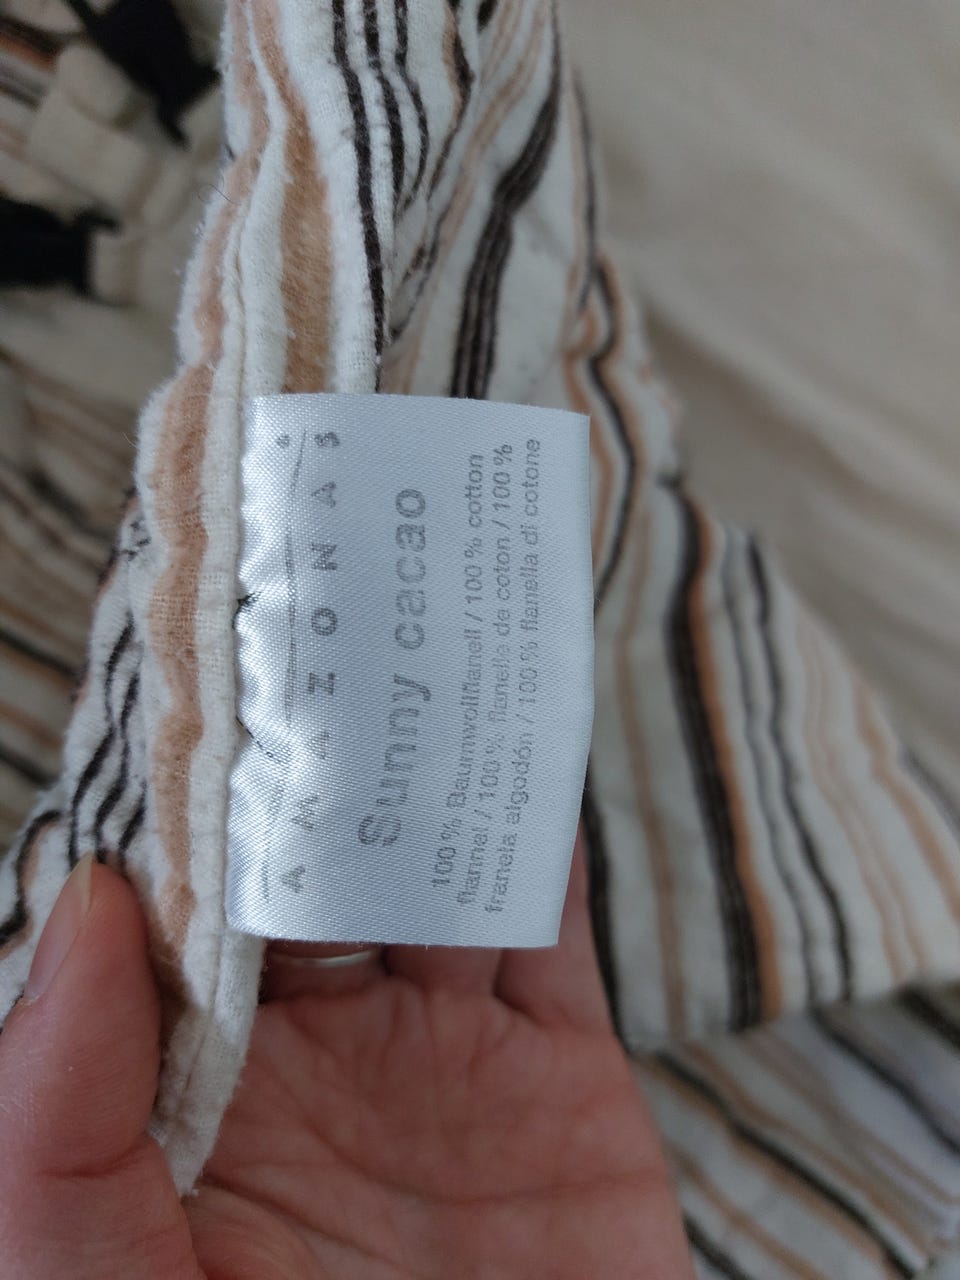 AMAZONAS
Sunny cacao
100 % Baumwollflanell / 100 % cotton
flannel / 100 % flanelle de coton / 100 %
franela algodón / 100 % flanella di cotone